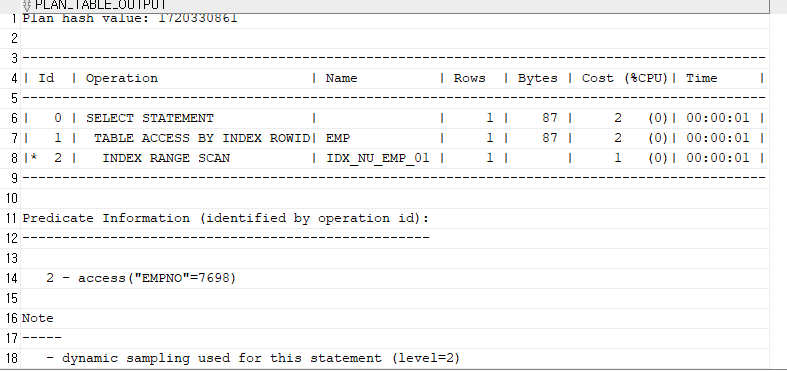 PLAN_TABLE_OUTPUT
1 Plan hash value: 1720330861
2
3 --------------------------------------------------------------------------------------------
4 | Id  | Operation                   | Name          | Rows  | Bytes | Cost (%CPU)| Time     |
5 --------------------------------------------------------------------------------------------
6 |   0 | SELECT STATEMENT            |               |     1 |    87 |     2   (0)| 00:00:01 |
7 |   1 |  TABLE ACCESS BY INDEX ROWID| EMP           |     1 |    87 |     2   (0)| 00:00:01 |
8 |*  2 |   INDEX RANGE SCAN          | IDX_NU_EMP_01 |     1 |       |     1   (0)| 00:00:01 |
9 --------------------------------------------------------------------------------------------
10
11 Predicate Information (identified by operation id):
12 ---------------------------------------------------
13
14    2 - access("EMPNO"=7698)
15
16 Note
17 -----
18    - dynamic sampling used for this statement (level=2)